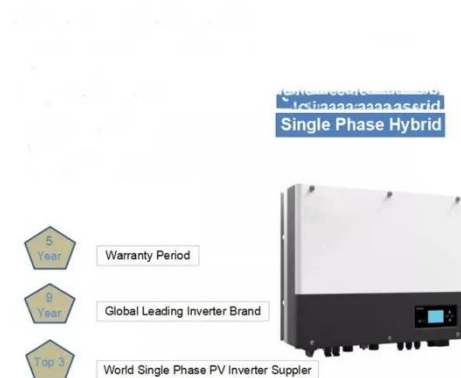 Single Phase Hybrid
5
Year
Warranty Period
9
Year
Global Leading Inverter Brand
Top 3
World Single Phase PV Inverter Suppler